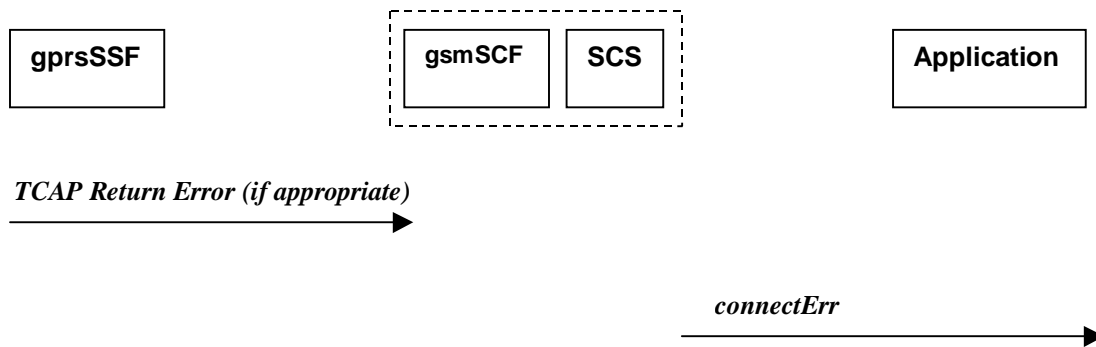 gprsSSF
gsmSCF
SCS
Application
TCAP Return Error (if appropriate)
connectErr